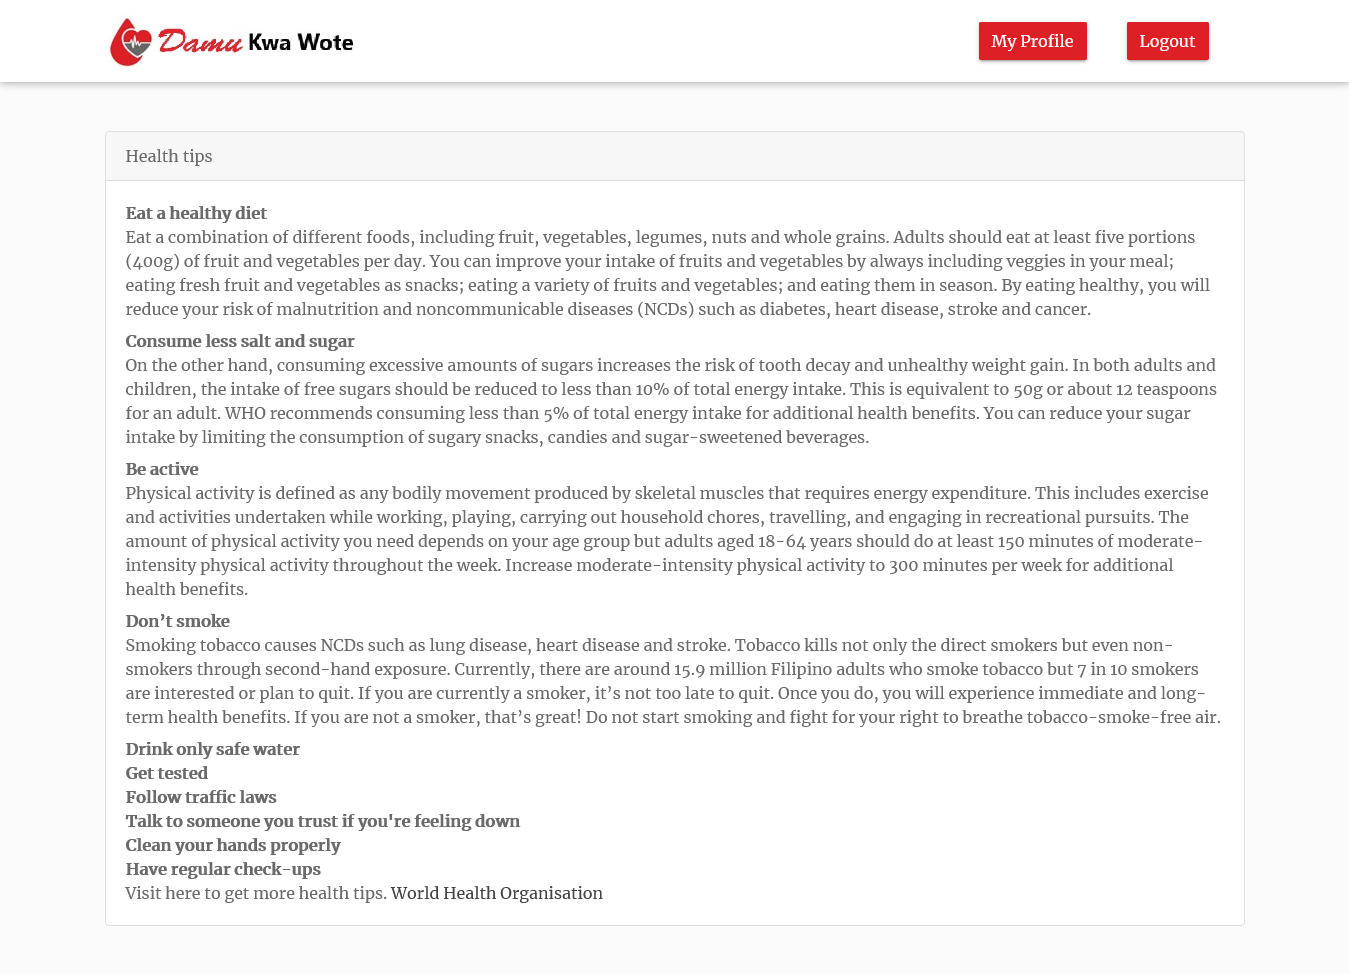 Damu Kwa Wote
My Profile
Logout
Health tips
Eat a healthy diet
Eat a combination of different foods, including fruit, vegetables, legumes, nuts and whole grains. Adults should eat at least five portions
(400g) of fruit and vegetables per day. You can improve your intake of fruits and vegetables by always including veggies in your meal;
eating fresh fruit and vegetables as snacks; eating a variety of fruits and vegetables; and eating them in season. By eating healthy, you will
reduce your risk of malnutrition and noncommunicable diseases (NCDs) such as diabetes, heart disease, stroke and cancer.
Consume less salt and sugar
On the other hand, consuming excessive amounts of sugars increases the risk of tooth decay and unhealthy weight gain. In both adults and
children, the intake of free sugars should be reduced to less than 10% of total energy intake. This is equivalent to 50g or about 12 teaspoons
for an adult. WHO recommends consuming less than 5% of total energy intake for additional health benefits. You can reduce your sugar
intake by limiting the consumption of sugary snacks, candies and sugar-sweetened beverages.
Be active
Physical activity is defined as any bodily movement produced by skeletal muscles that requires energy expenditure. This includes exercise
and activities undertaken while working, playing, carrying out household chores, travelling, and engaging in recreational pursuits. The
amount of physical activity you need depends on your age group but adults aged 18-64 years should do at least 150 minutes of moderate-
intensity physical activity throughout the week. Increase moderate-intensity physical activity to 300 minutes per week for additional
health benefits.
Don’t smoke
Smoking tobacco causes NCDs such as lung disease, heart disease and stroke. Tobacco kills not only the direct smokers but even non-
smokers through second-hand exposure. Currently, there are around 15.9 million Filipino adults who smoke tobacco but 7 in 10 smokers
are interested or plan to quit. If you are currently a smoker, it’s not too late to quit. Once you do, you will experience immediate and long-
term health benefits. If you are not a smoker, that’s great! Do not start smoking and fight for your right to breathe tobacco-smoke-free air.
Drink only safe water
Get tested
Follow traffic laws
Talk to someone you trust if you're feeling down
Clean your hands properly
Have regular check-ups
Visit here to get more health tips. World Health Organisation